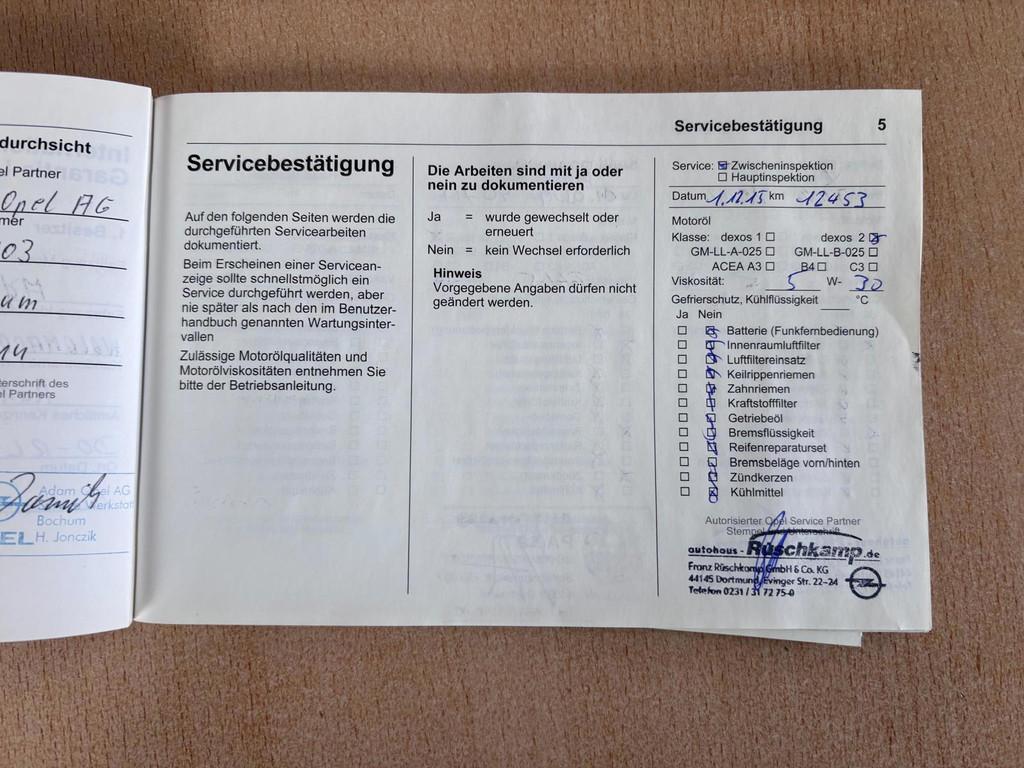 durchsicht
el Partner
Opel AG
mer
03
um
terschrift des
el Partners
Adam Opel AG
Bochum
EL H. Jonczik
Servicebestätigung 5
Servicebestätigung
Auf den folgenden Seiten werden die
durchgeführten Servicearbeiten
dokumentiert.
Beim Erscheinen einer Servicean-
zeige sollte schnellstmöglich ein
Service durchgeführt werden, aber
nie später als nach den im Benutzer-
handbuch genannten Wartungsinter-
vallen
Zulässige Motorölqualitäten und
Motorölviskositäten entnehmen Sie
bitte der Betriebsanleitung.
Die Arbeiten sind mit ja oder
nein zu dokumentieren
Ja = wurde gewechselt oder
erneuert
Nein = kein Wechsel erforderlich
Hinweis
Vorgegebene Angaben dürfen nicht
geändert werden.
Service: Zwischeninspektion
Hauptinspektion
Datum 1.12.15 km 12453
Motoröl
Klasse: dexos 1 dexos 2
GM-LL-A-025 GM-LL-B-025
ACEA A3 B4 C3
Viskosität: 5 W- 30
Gefrierschutz, Kühlflüssigkeit °C
Ja Nein
Batterie (Funkfernbedienung)
Innenraumluftfilter
Luftfiltereinsatz
Keilrippenriemen
Zahnriemen
Kraftstofffilter
Getriebeöl
Bremsflüssigkeit
Reifenreparaturset
Bremsbeläge vorn/hinten
Zündkerzen
Kühlmittel
Autorisierter Opel Service Partner
Stempel und Unterschrift
autohaus - Rüschkamp.de
Franz Rüschkamp GmbH & Co. KG
44145 Dortmund, Evinger Str. 22-24
Telefon 0231 / 31 72 75-0